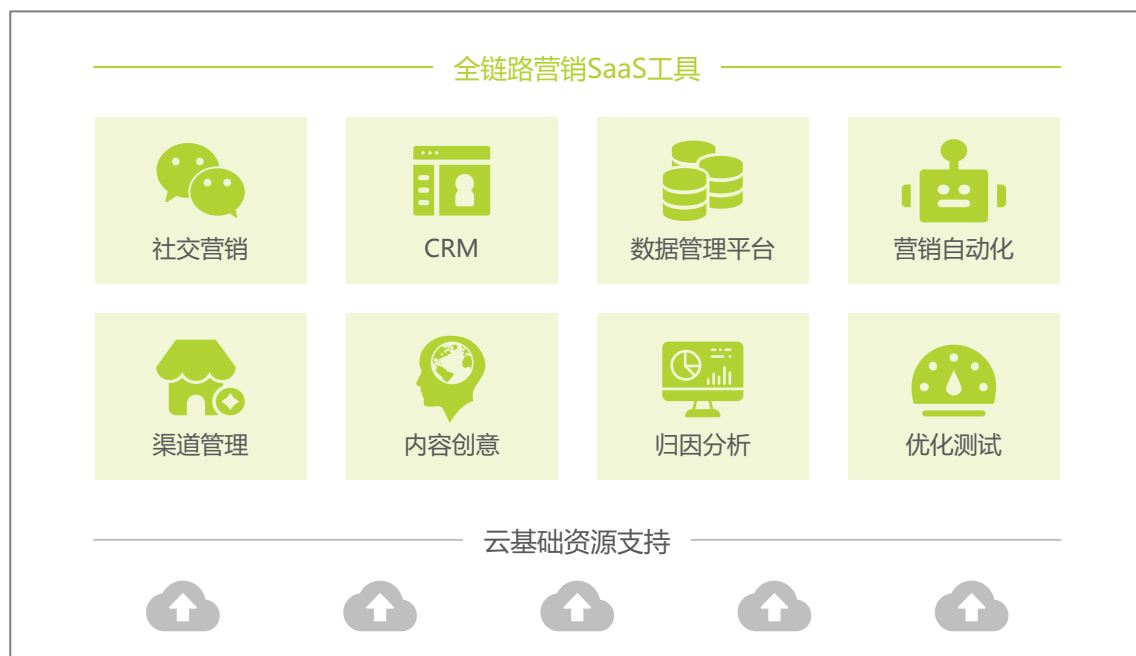 全链路营销SaaS工具
社交营销
CRM
数据管理平台
营销自动化
渠道管理
内容创意
归因分析
优化测试
云基础资源支持